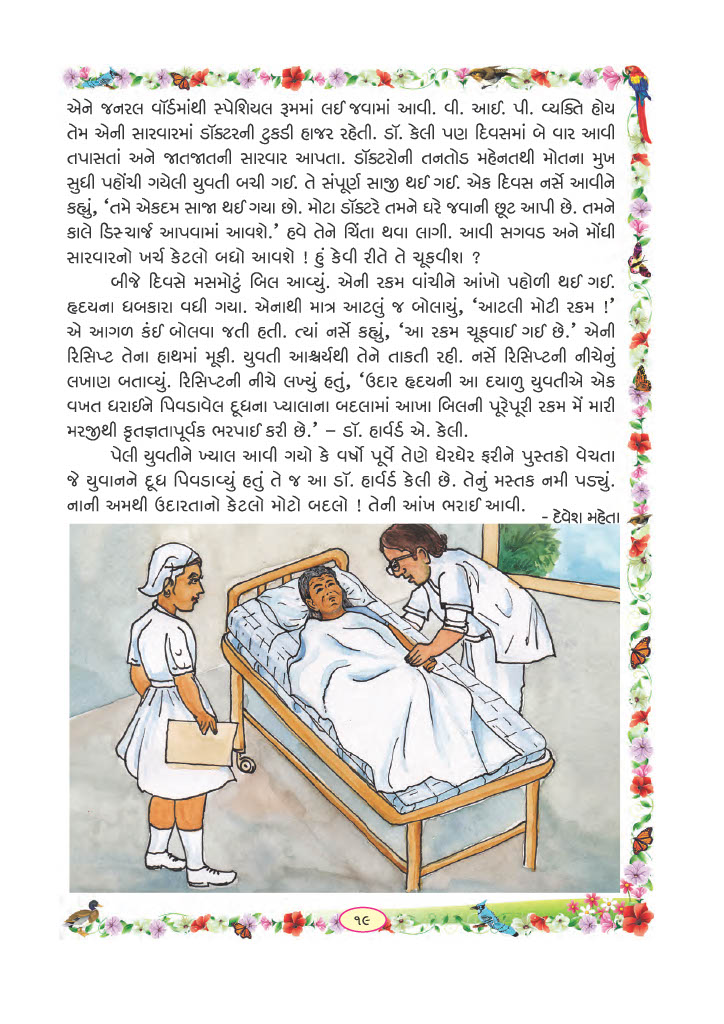 એને જનરલ વૉર્ડમાંથી સ્પેશિયલ રૂમમાં લઈ જવામાં આવી. વી. આઈ. પી. વ્યક્તિ હોય
તેમ એની સારવારમાં ડૉક્ટરની ટુકડી હાજર રહેતી. ડૉ. કેલી પણ દિવસમાં બે વાર આવી
તપાસતાં અને જાતજાતની સારવાર આપતા. ડૉક્ટરોની તનતોડ મહેનતથી મોતના મુખ
સુધી પહોંચી ગયેલી યુવતી બચી ગઈ. તે સંપૂર્ણ સાજી થઈ ગઈ. એક દિવસ નર્સે આવીને
કહ્યું, ‘તમે એકદમ સાજા થઈ ગયા છો. મોટા ડૉક્ટરે તમને ઘરે જવાની છૂટ આપી છે. તમને
કાલે ડિસ્ચાર્જ આપવામાં આવશે.’ હવે તેને ચિંતા થવા લાગી. આવી સગવડ અને મોંઘી
સારવારનો ખર્ચ કેટલો બધો આવશે ! હું કેવી રીતે તે ચૂકવીશ ?
બીજે દિવસે મસમોટું બિલ આવ્યું. એની રકમ વાંચીને આંખો પહોળી થઈ ગઈ.
હૃદયના ધબકારા વધી ગયા. એનાથી માત્ર આટલું જ બોલાયું, ‘આટલી મોટી રકમ !’
એ આગળ કંઈ બોલવા જતી હતી. ત્યાં નર્સે કહ્યું, ‘આ રકમ ચૂકવાઈ ગઈ છે.’ એની
રિસિપ્ટ તેના હાથમાં મૂકી. યુવતી આશ્ચર્યથી તેને તાકતી રહી. નર્સે રિસિપ્ટની નીચેનું
લખાણ બતાવ્યું. રિસિપ્ટની નીચે લખ્યું હતું, ‘ઉદાર હૃદયની આ દયાળુ યુવતીએ એક
વખત ધરાઈને પિવડાવેલ દૂધના પ્યાલાના બદલામાં આખા બિલની પૂરેપૂરી રકમ મેં મારી
મરજીથી કૃતજ્ઞતાપૂર્વક ભરપાઈ કરી છે.’ – ડૉ. હાર્વર્ડ એ. કેલી.
પેલી યુવતીને ખ્યાલ આવી ગયો કે વર્ષો પૂર્વે તેણે ઘેરઘેર ફરીને પુસ્તકો વેચતા
જે યુવાનને દૂધ પિવડાવ્યું હતું તે જ આ ડૉ. હાર્વર્ડ કેલી છે. તેનું મસ્તક નમી પડ્યું.
નાની અમથી ઉદારતાનો કેટલો મોટો બદલો ! તેની આંખ ભરાઈ આવી.
- દેવેશ મહેતા
૧૯